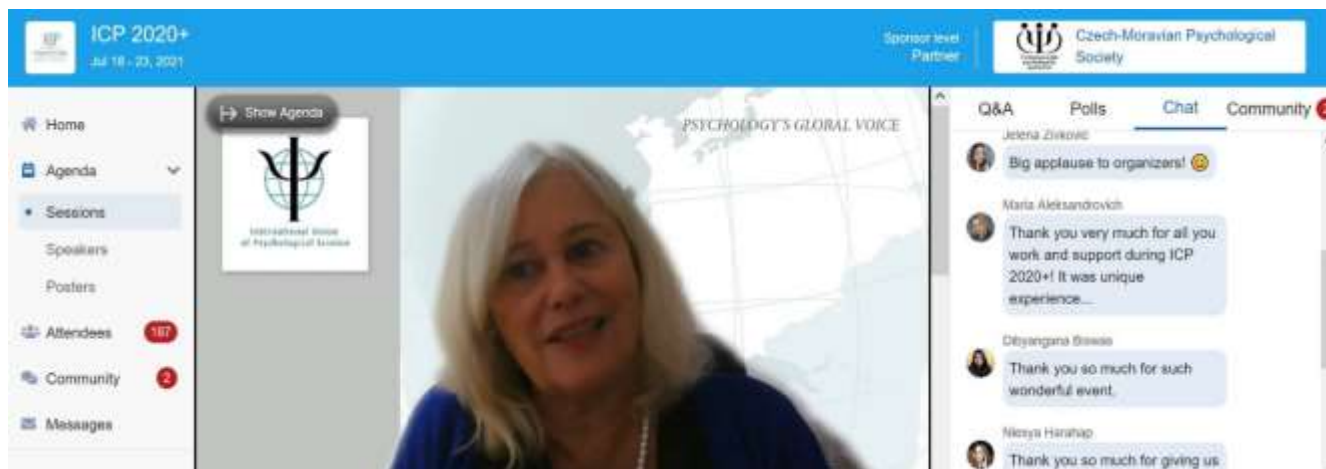 ICP 2020+
Jul 18 - 23, 2021
Sponsor level
Partner
Czech-Moravian Psychological
Society
Home
Agenda
Sessions
Speakers
Posters
Attendees
187
Community
2
Messages
Show Agenda
International Union
of Psychological Science
PSYCHOLOGY'S GLOBAL VOICE
Q&A
Polls
Chat
Community
Jelena Zivkovic
Big applause to organizers! 😊
Maria Aleksandrovich
Thank you very much for all you
work and support during ICP
2020+! It was unique
experience...
Dibyangana Biswas
Thank you so much for such
wonderful event.
Harahap
Thank you so much for giving us